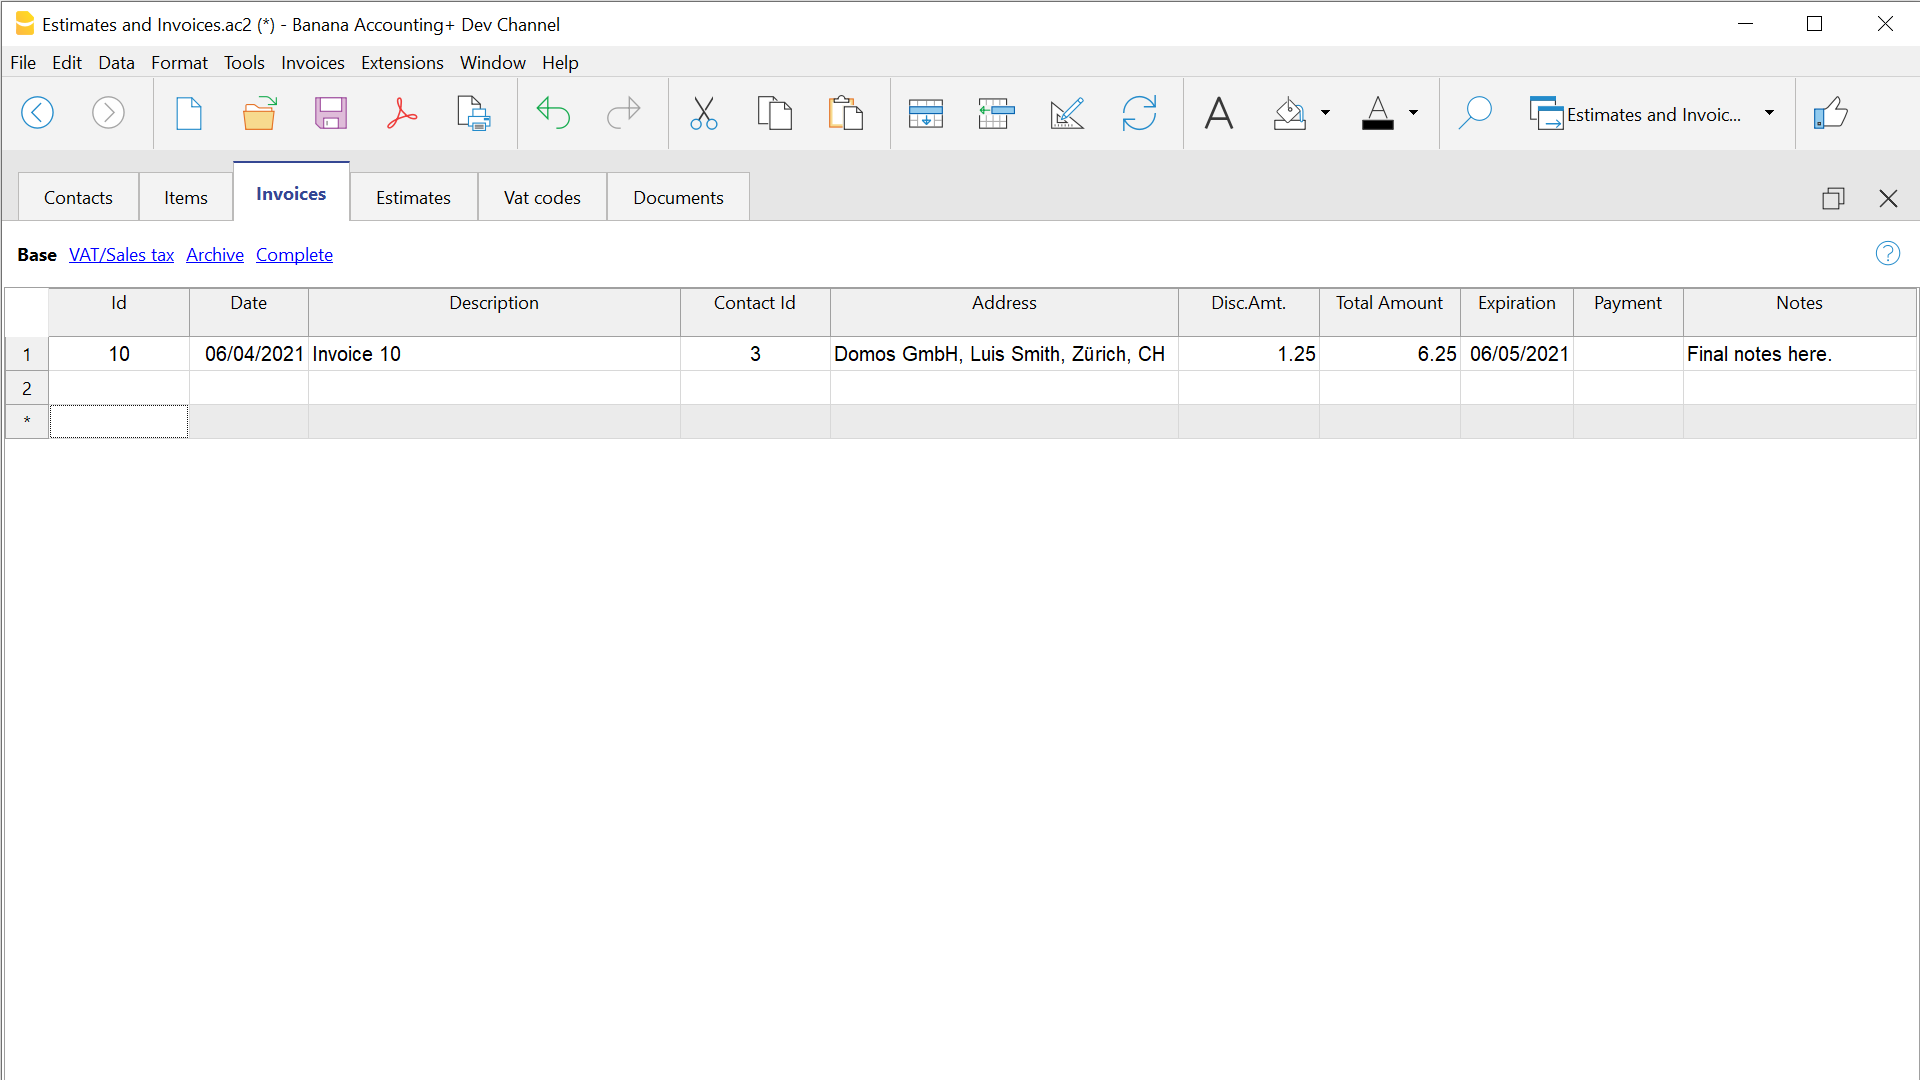 Estimates and Invoices.ac2 (*) - Banana Accounting+ Dev Channel
File Edit Data Format Tools Invoices Extensions Window Help
A A Estimates and Invoic...
Contacts Items Invoices Estimates Vat codes Documents
Base VAT/Sales tax Archive Complete ?
Id Date Description Contact Id Address Disc.Amt. Total Amount Expiration Payment Notes
1 10 06/04/2021 Invoice 10 3 Domos GmbH, Luis Smith, Zürich, CH 1.25 6.25 06/05/2021 Final notes here.
2
*